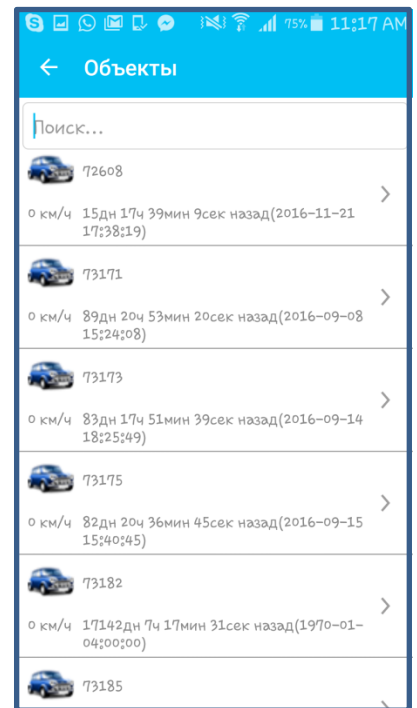 75% 11:17 AM
Объекты
Поиск...
72608
0 км/ч 15дн 17ч 39мин 9сек назад(2016-11-21
17:38:19)
73171
0 км/ч 89дн 20ч 53мин 20сек назад(2016-09-08
15:24:08)
73173
0 км/ч 83дн 17ч 51мин 39сек назад(2016-09-14
18:25:49)
73175
0 км/ч 82дн 20ч 36мин 45сек назад(2016-09-15
15:40:45)
73182
0 км/ч 17142дн 7ч 17мин 31сек назад(1970-01-
04:00:00)
73185